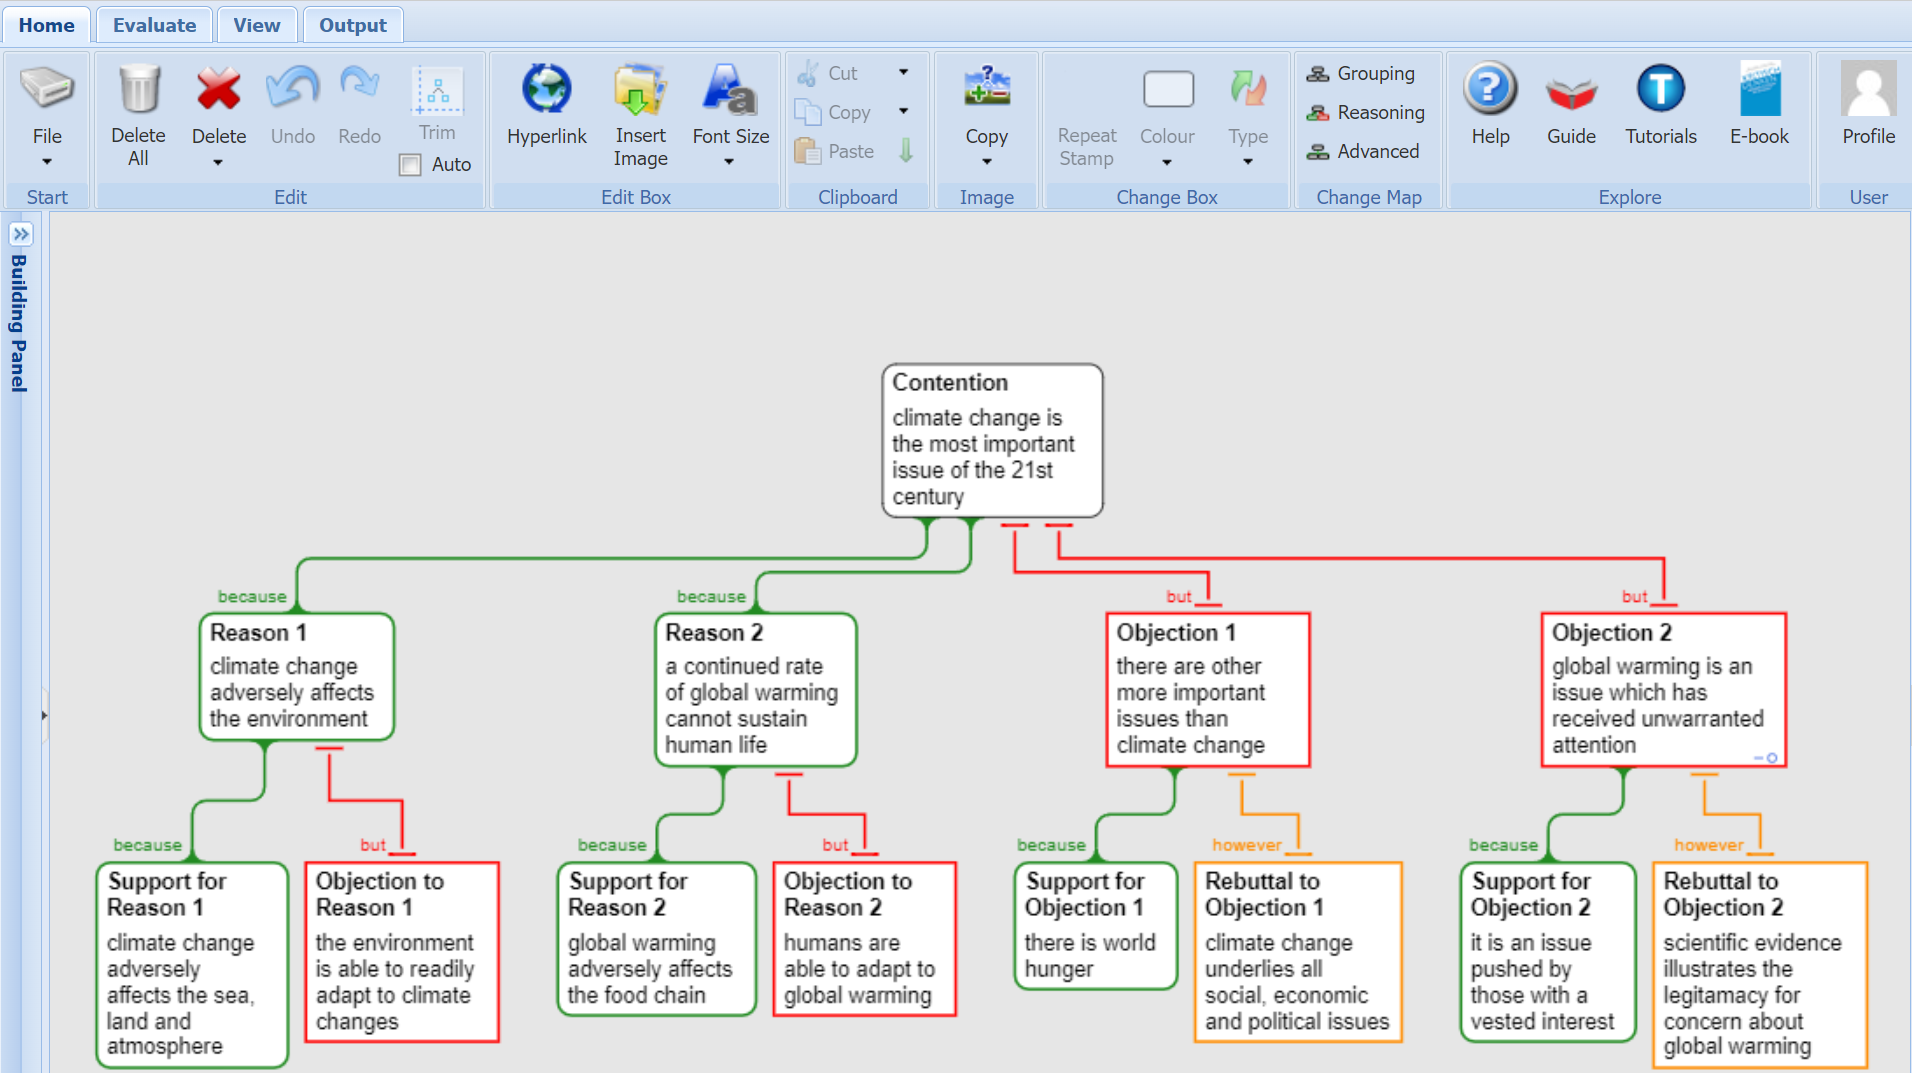 Home Evaluate View Output
File
Start
Delete
All
Delete
Undo
Redo
Trim
Auto
Edit
Hyperlink
Insert
Image
Font Size
Edit Box
Cut
Copy
Paste
Clipboard
Copy
Image
Repeat
Stamp
Colour
Type
Change Box
Grouping
Reasoning
Advanced
Change Map
Help
Guide
Tutorials
E-book
Explore
Profile
User
Building Panel
Contention
climate change is
the most important
issue of the 21st
century
because
Reason 1
climate change
adversely affects
the environment
because
Reason 2
a continued rate
of global warming
cannot sustain
human life
but
Objection 1
there are other
more important
issues than
climate change
but
Objection 2
global warming is an
issue which has
received unwarranted
attention
because
Support for
Reason 1
climate change
adversely
affects the sea,
land and
atmosphere
but
Objection to
Reason 1
the environment
is able to readily
adapt to climate
changes
because
Support for
Reason 2
global warming
adversely affects
the food chain
but
Objection to
Reason 2
humans are
able to adapt to
global warming
because
Support for
Objection 1
there is world
hunger
however
Rebuttal to
Objection 1
climate change
underlies all
social, economic
and political issues
because
Support for
Objection 2
it is an issue
pushed by
those with a
vested interest
however
Rebuttal to
Objection 2
scientific evidence
illustrates the
legitamacy for
concern about
global warming